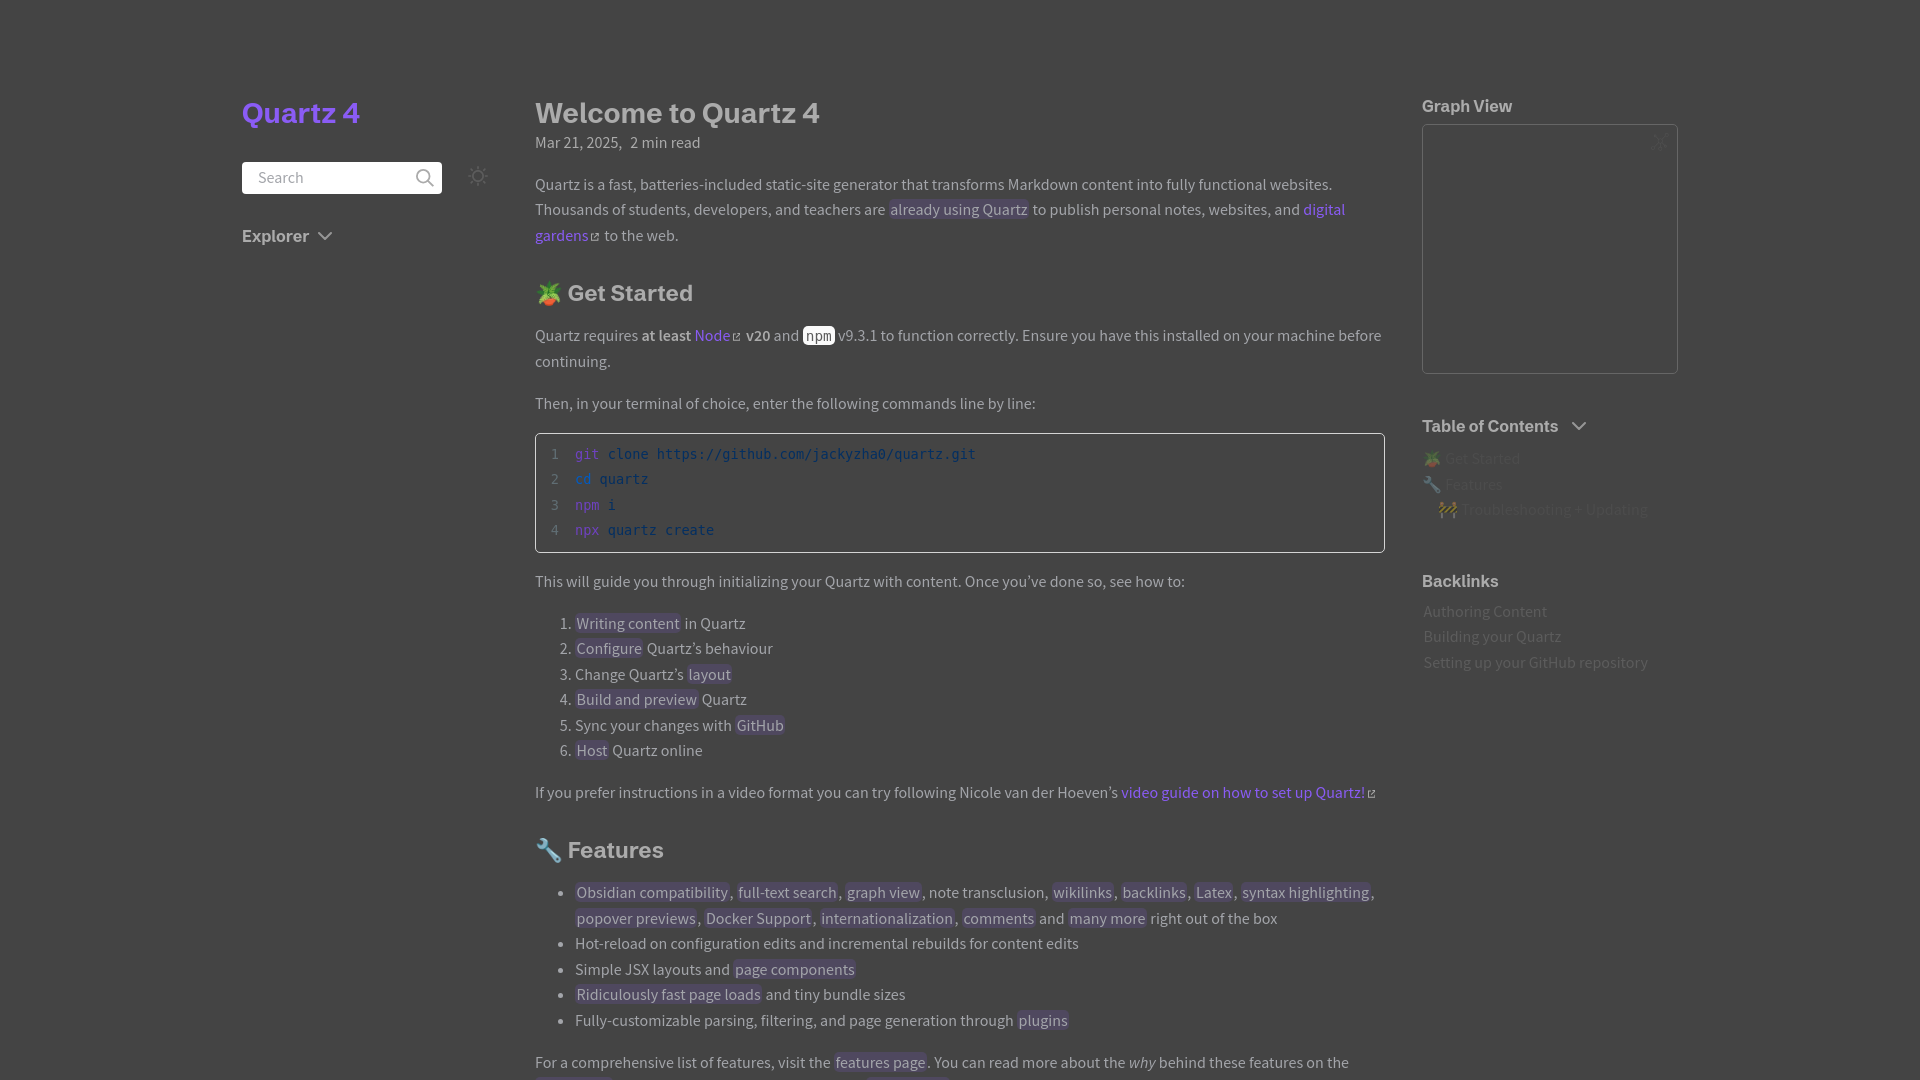 Quartz 4
Search
Explorer
Welcome to Quartz 4
Mar 21, 2025, 2 min read
Quartz is a fast, batteries-included static-site generator that transforms Markdown content into fully functional websites.
Thousands of students, developers, and teachers are already using Quartz to publish personal notes, websites, and digital
gardens to the web.
🪴 Get Started
Quartz requires at least Node v20 and npm v9.3.1 to function correctly. Ensure you have this installed on your machine before
continuing.
Then, in your terminal of choice, enter the following commands line by line:
1 git clone https://github.com/jackyzha0/quartz.git
2 cd quartz
3 npm i
4 npx quartz create
This will guide you through initializing your Quartz with content. Once you’ve done so, see how to:
1. Writing content in Quartz
2. Configure Quartz’s behaviour
3. Change Quartz’s layout
4. Build and preview Quartz
5. Sync your changes with GitHub
6. Host Quartz online
If you prefer instructions in a video format you can try following Nicole van der Hoeven’s video guide on how to set up Quartz!
🔧 Features
• Obsidian compatibility, full-text search, graph view, note transclusion, wikilinks, backlinks, Latex, syntax highlighting,
popover previews, Docker Support, internationalization, comments and many more right out of the box
• Hot-reload on configuration edits and incremental rebuilds for content edits
• Simple JSX layouts and page components
• Ridiculously fast page loads and tiny bundle sizes
• Fully-customizable parsing, filtering, and page generation through plugins
For a comprehensive list of features, visit the features page. You can read more about the why behind these features on the
Graph View
Table of Contents
🪴 Get Started
🔧 Features
🚧 Troubleshooting + Updating
Backlinks
Authoring Content
Building your Quartz
Setting up your GitHub repository